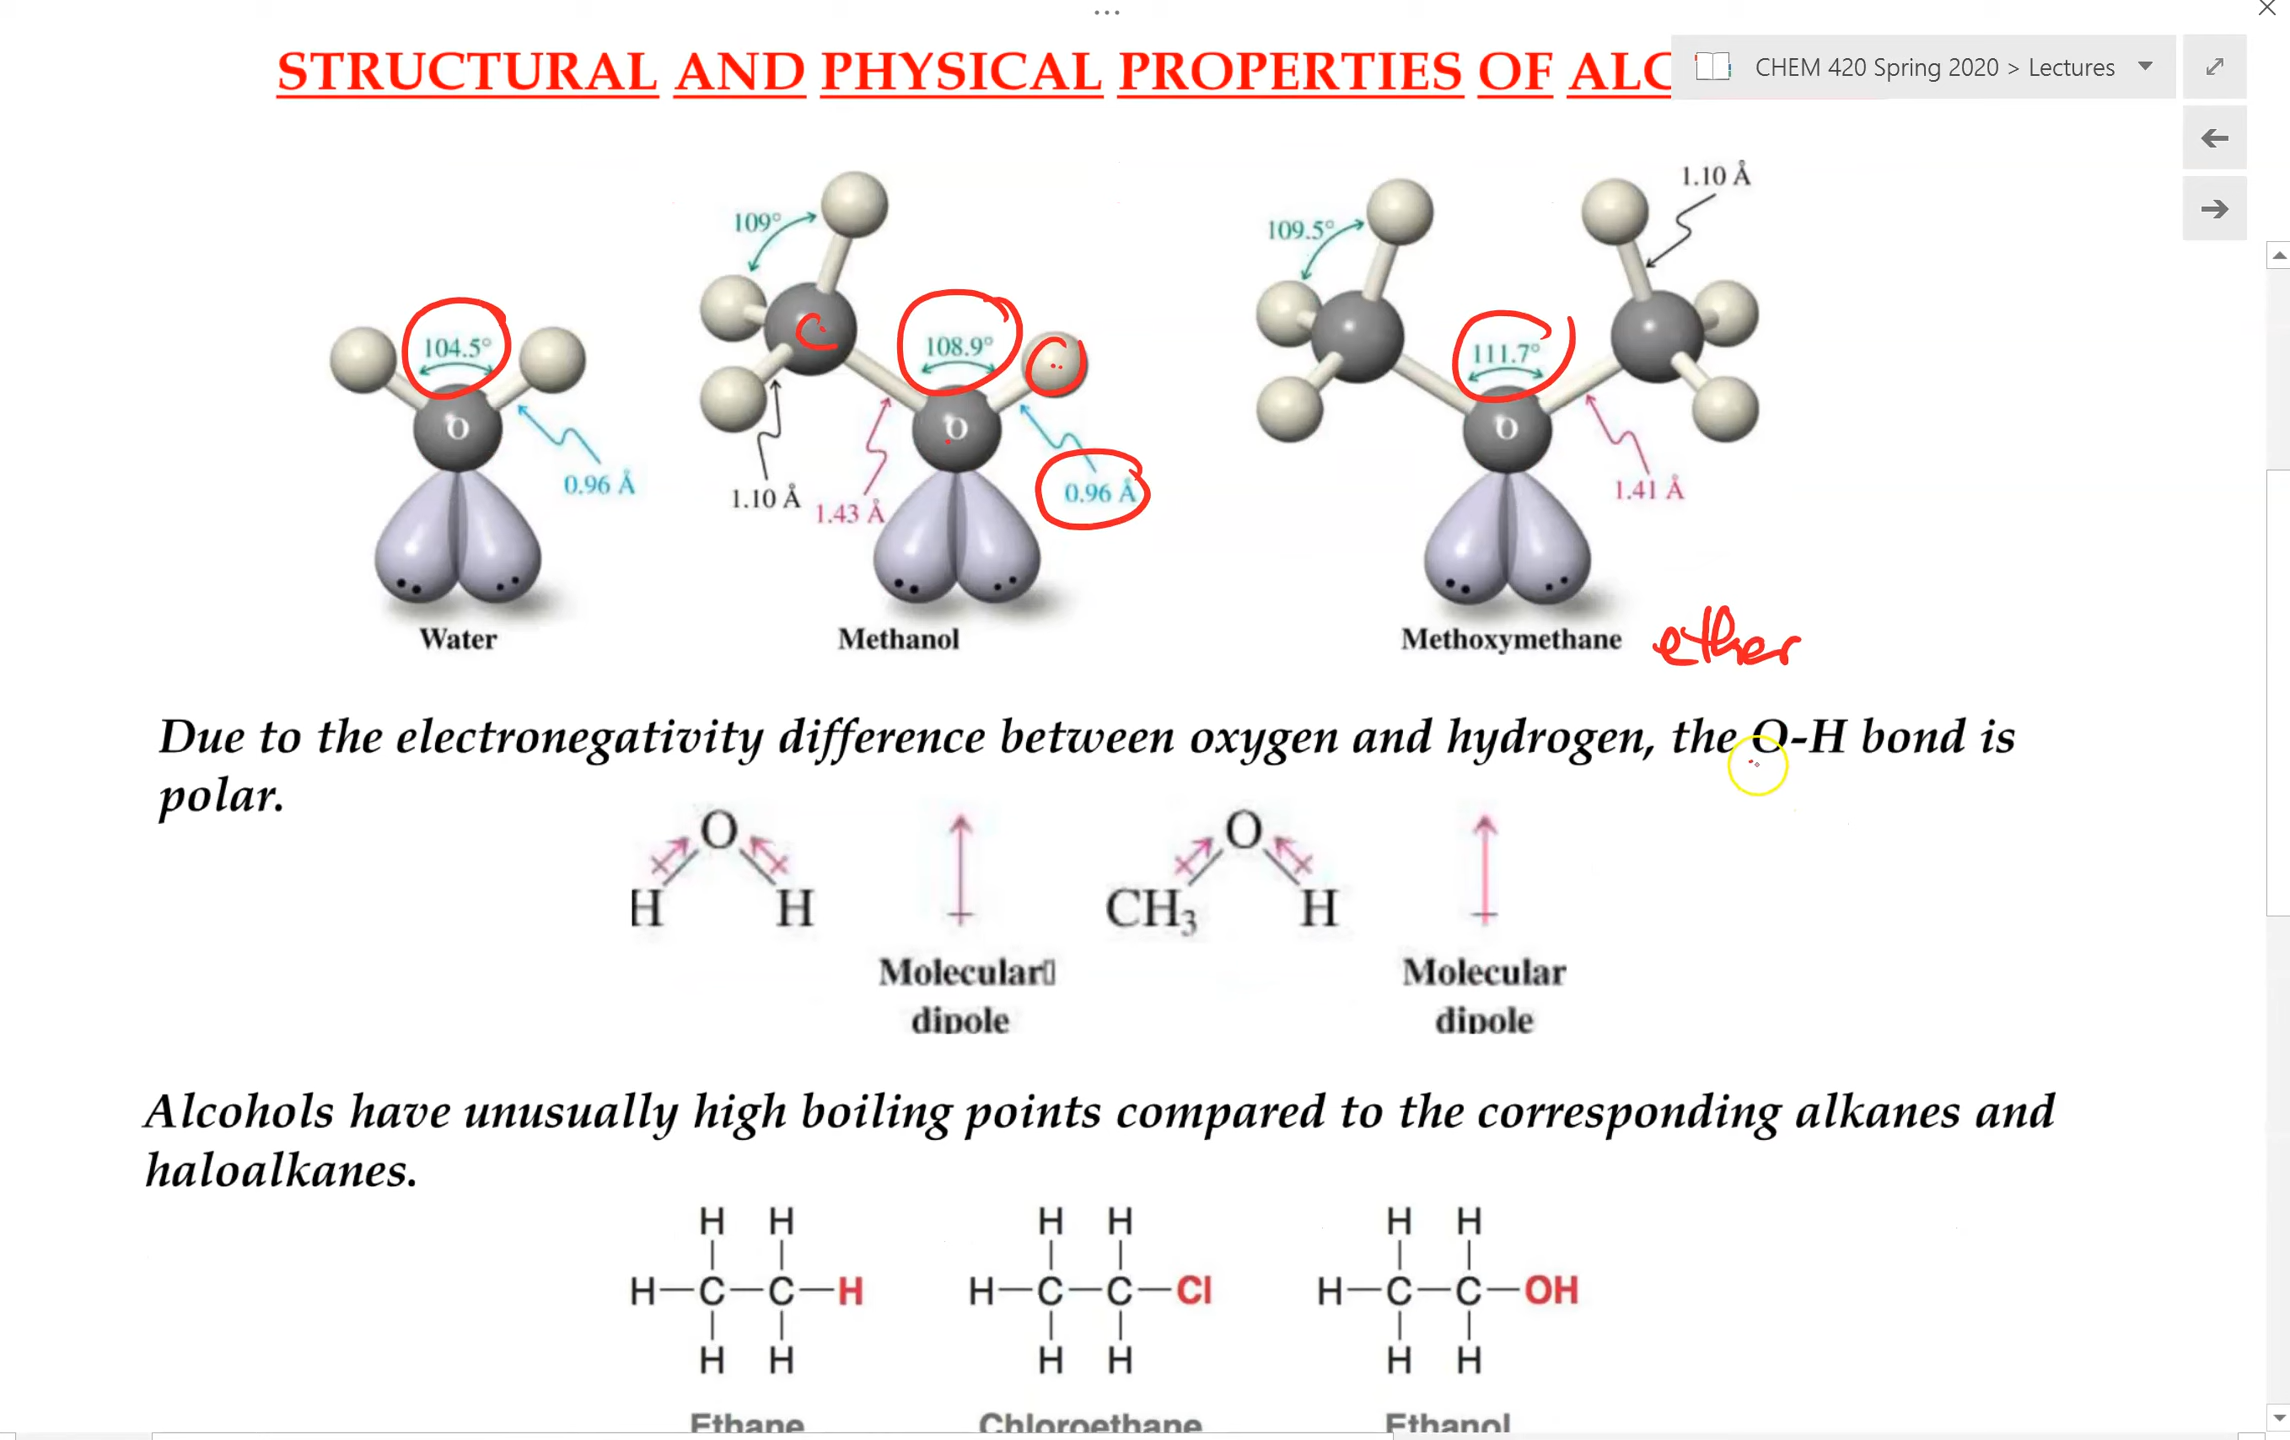 STRUCTURAL AND PHYSICAL PROPERTIES OF ALC
CHEM 420 Spring 2020 > Lectures
109°
109.5°
1.10 Å
104.5°
C
108.9°
111.7°
O
O
O
0.96 Å
1.10 Å
1.43 Å
0.96 Å
1.41 Å
Water
Methanol
Methoxymethane
ether
Due to the electronegativity difference between oxygen and hydrogen, the O-H bond is
polar.
O
O
H H
CH₃ H
Molecular
dipole
Molecular
dipole
Alcohols have unusually high boiling points compared to the corresponding alkanes and
haloalkanes.
H H
H H
H H
H—C—C—H
H—C—C—Cl
H—C—C—OH
H H
H H
H H
Ethane
Chloroethane
Ethanol